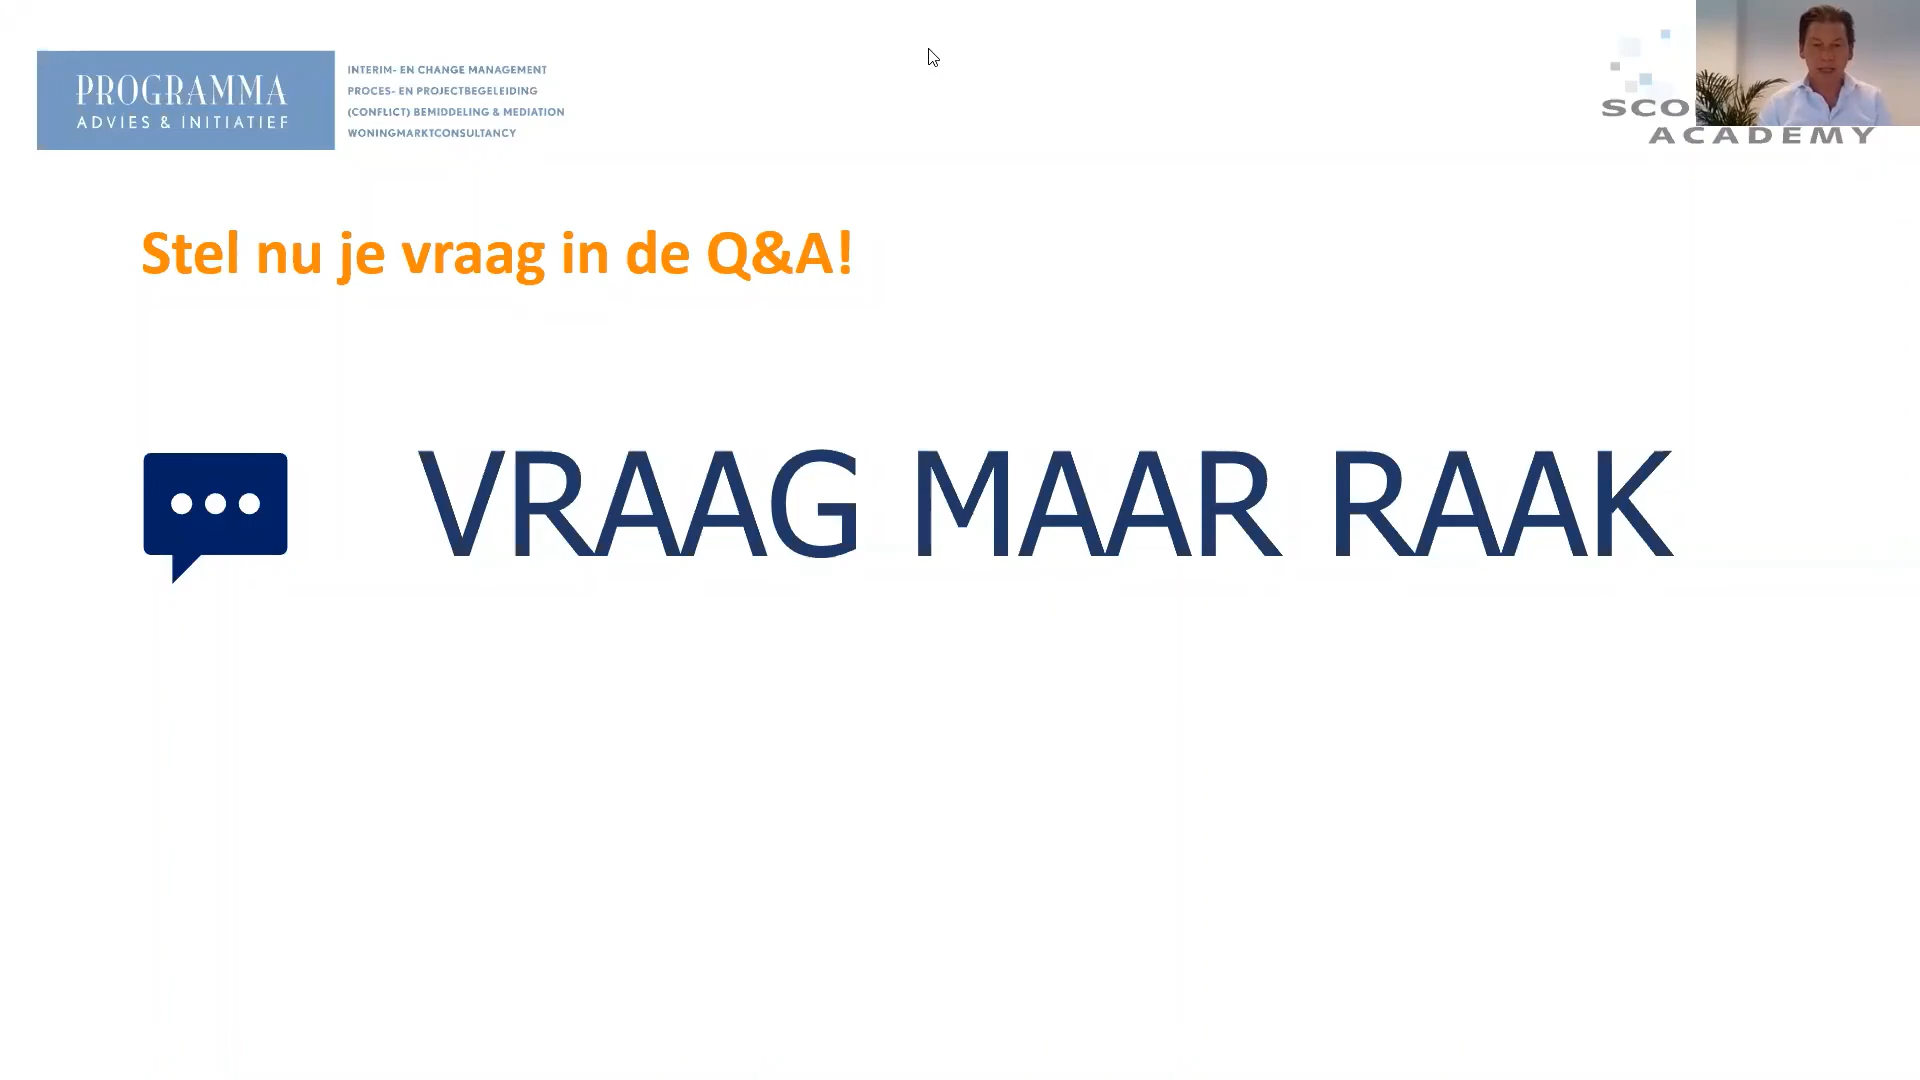 PROGRAMMA
ADVIES & INITIATIEF
INTERIM- EN CHANGE MANAGEMENT
PROCES- EN PROJECTBEGELEIDING
(CONFLICT) BEMIDDELING & MEDIATION
WONINGMARKTCONSULTANCY
SCO
ACADEMY
Stel nu je vraag in de Q&A!
VRAAG MAAR RAAK